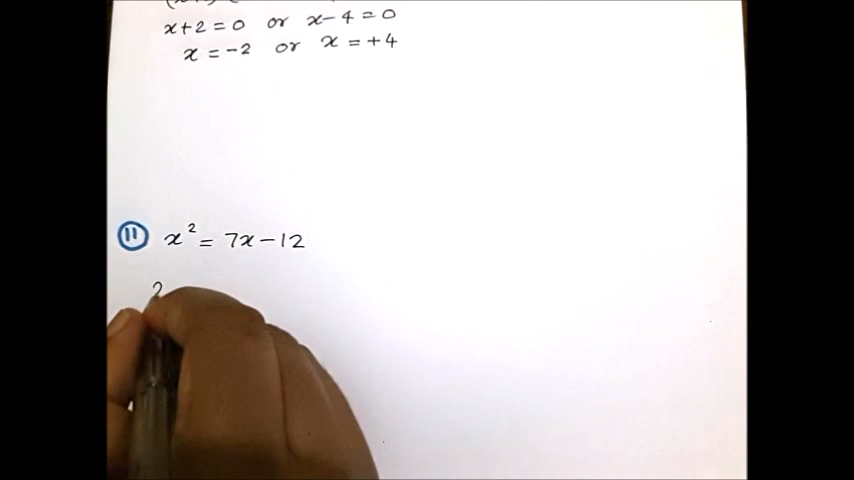 x+2=0 or x-4=0
x=-2 or x=+4
11 x²= 7x-12